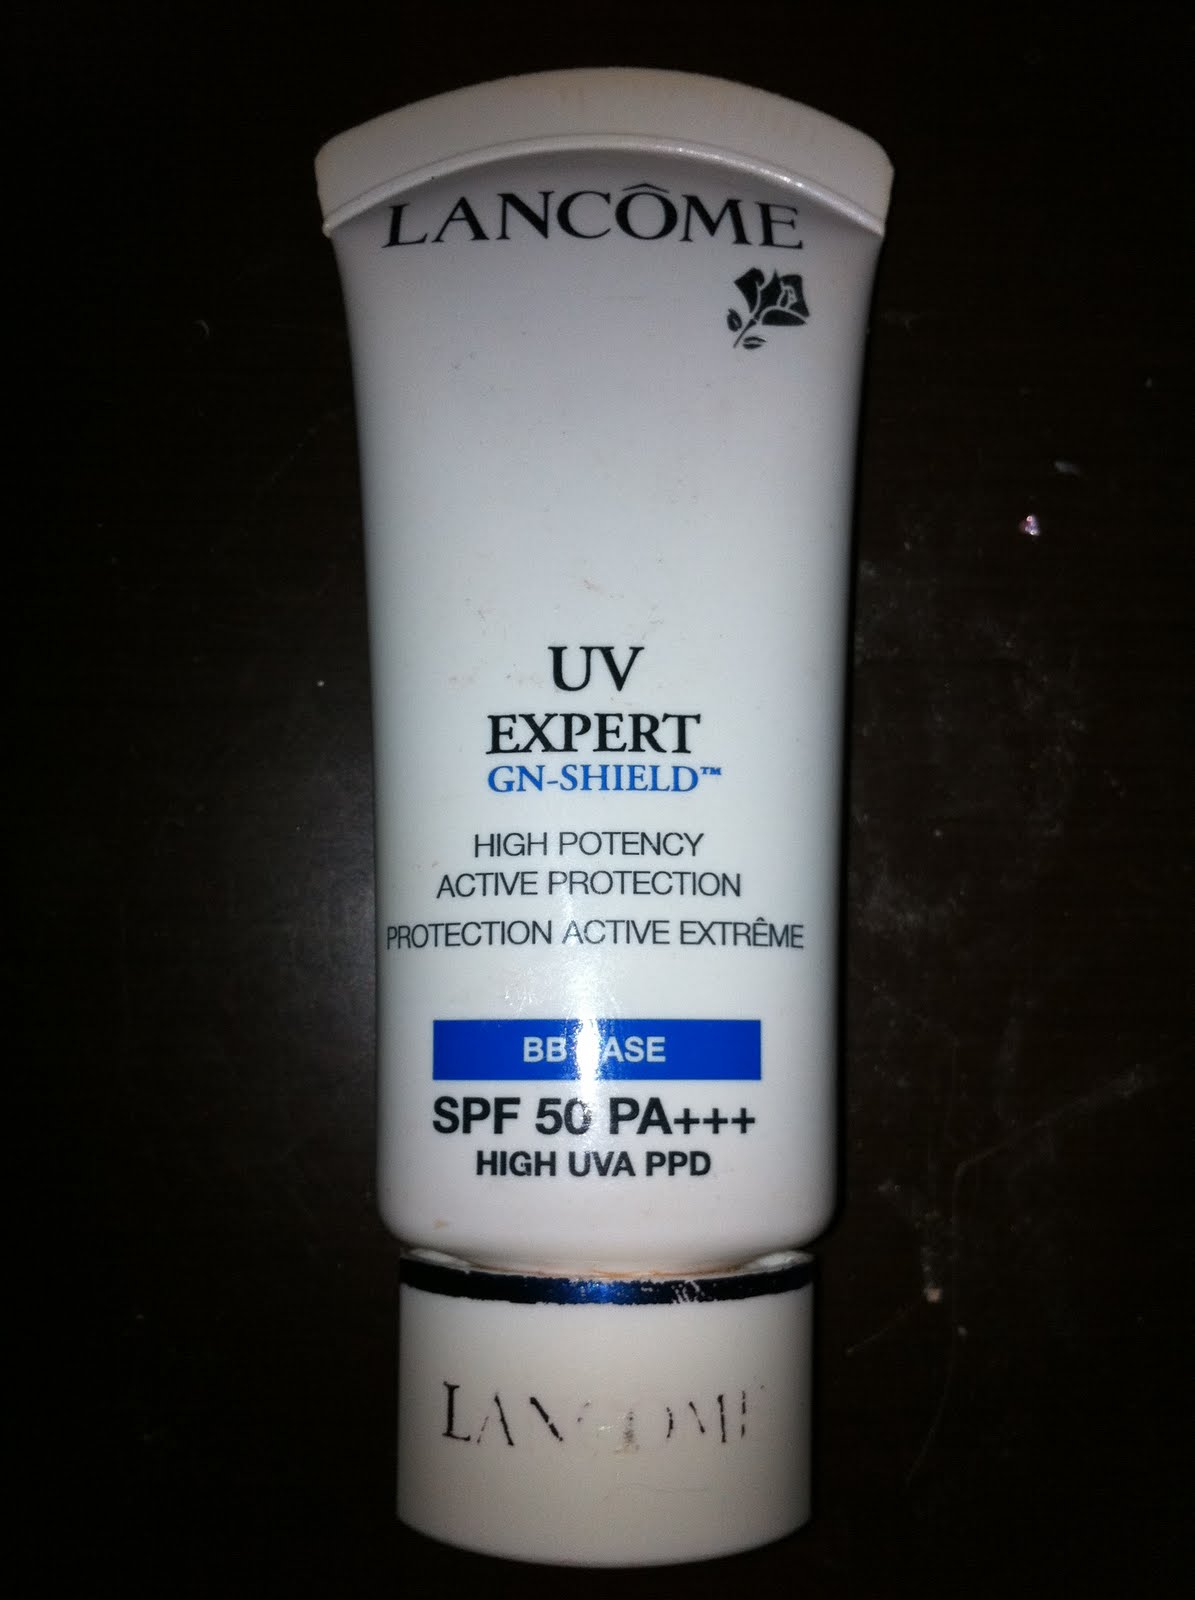 LANCÔME
UV
EXPERT
GN-SHIELD™
HIGH POTENCY
ACTIVE PROTECTION
PROTECTION ACTIVE EXTRÊME
BB BASE
SPF 50 PA+++
HIGH UVA PPD
LANCÔME